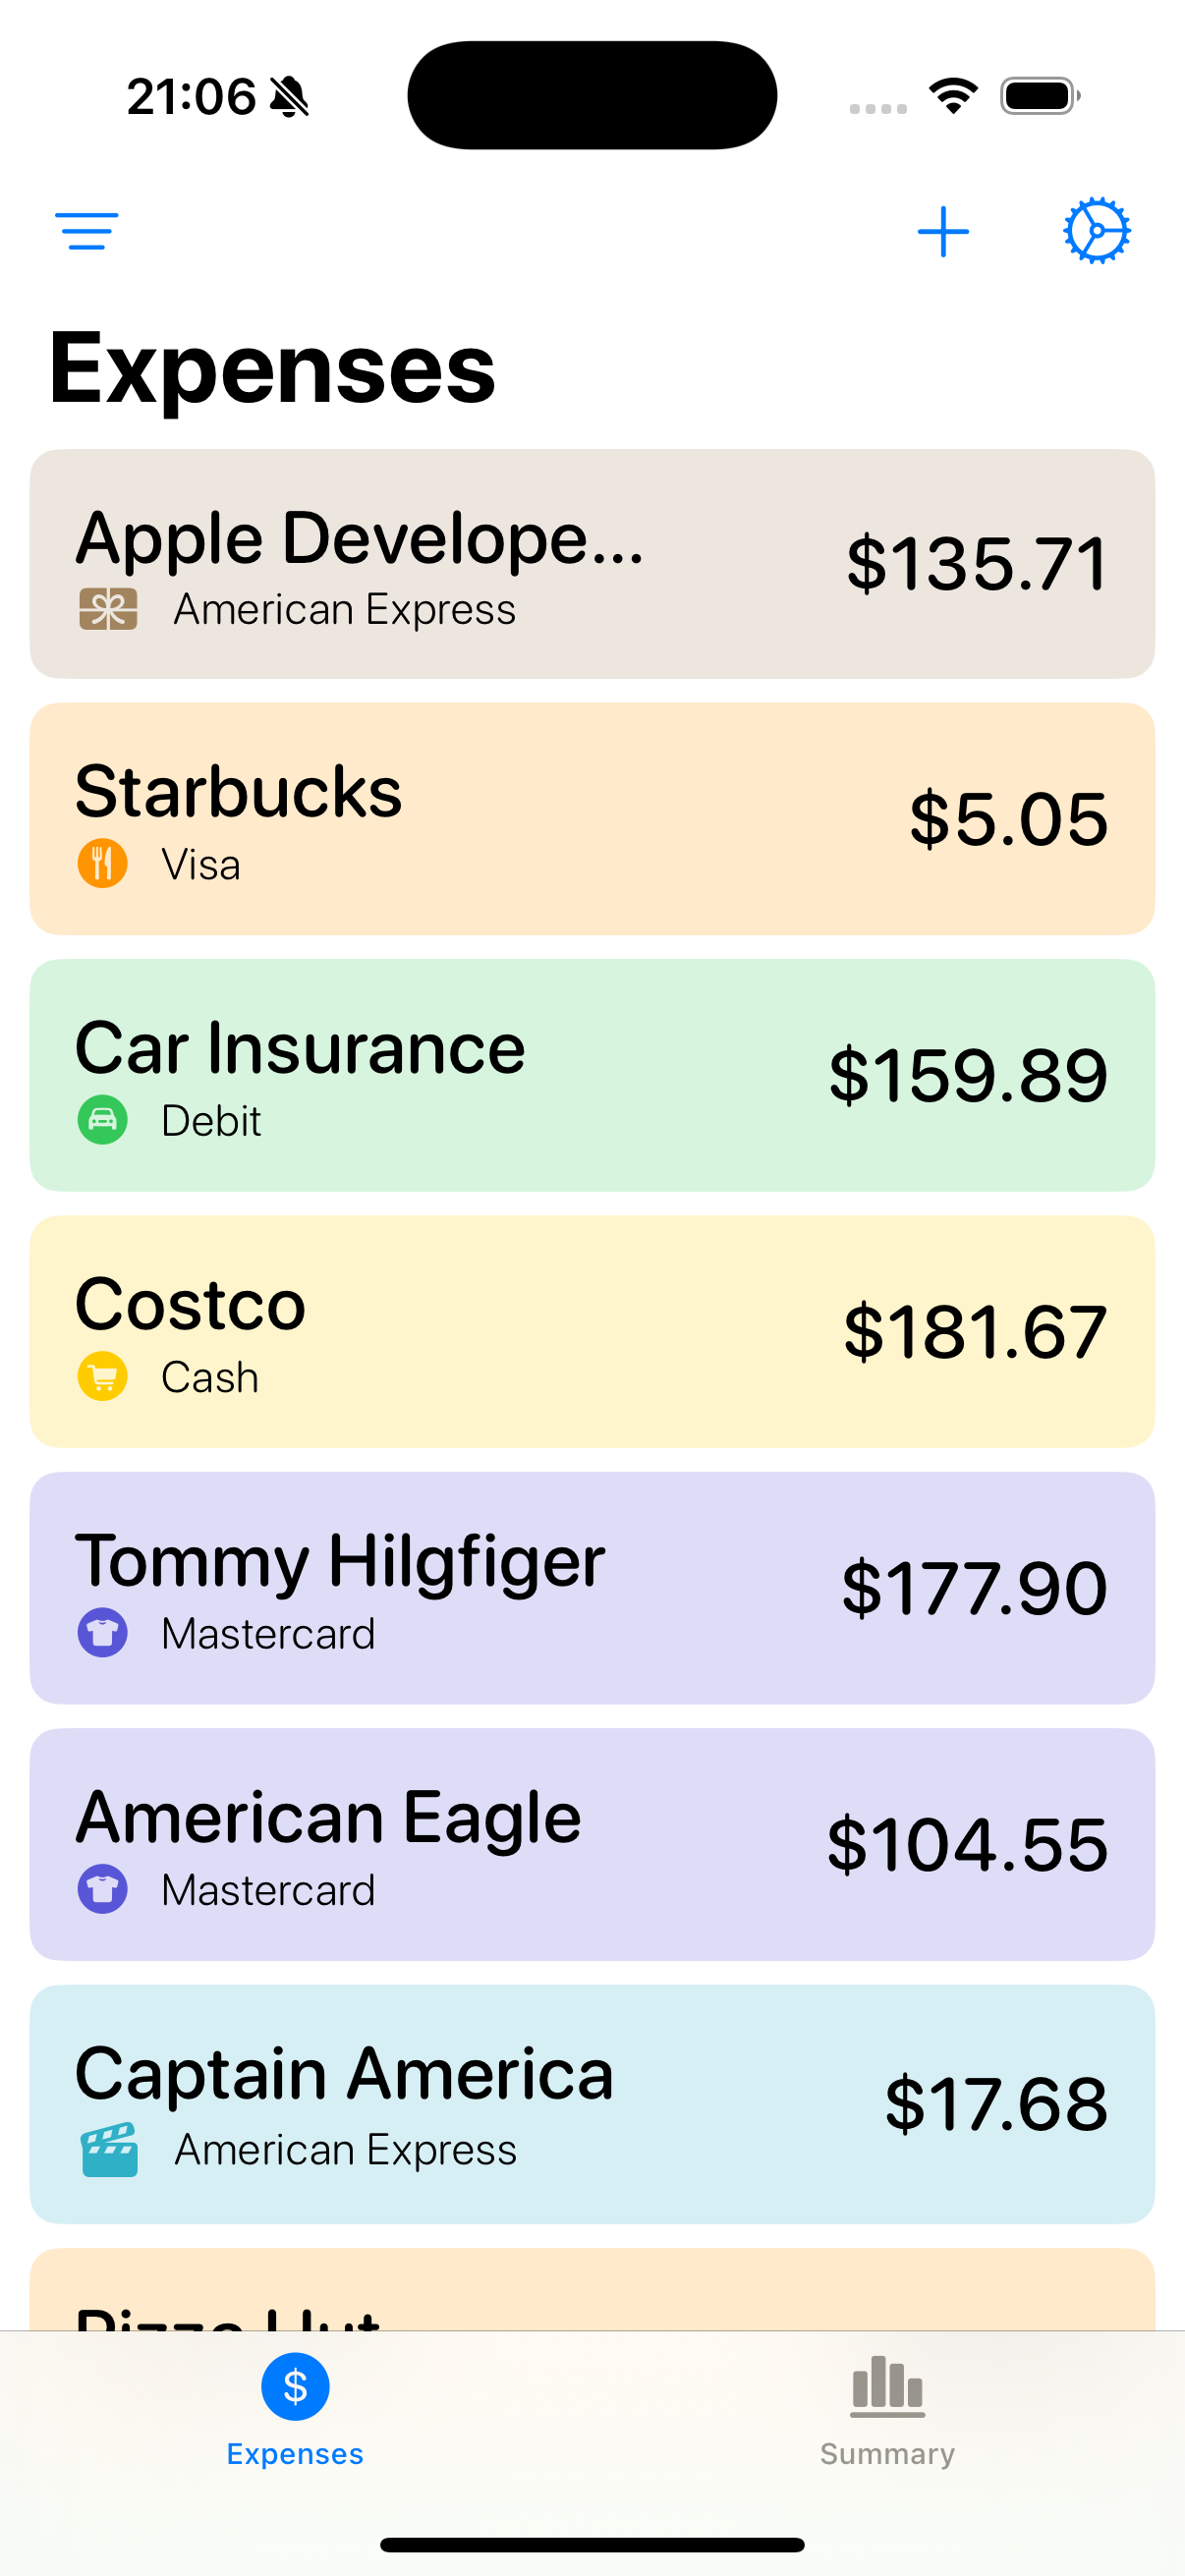 21:06
Expenses
Apple Develope...
$135.71
American Express
Starbucks
$5.05
Visa
Car Insurance
$159.89
Debit
Costco
$181.67
Cash
Tommy Hilgfiger
$177.90
Mastercard
American Eagle
$104.55
Mastercard
Captain America
$17.68
American Express
Pizza Hut
$
Expenses
Summary